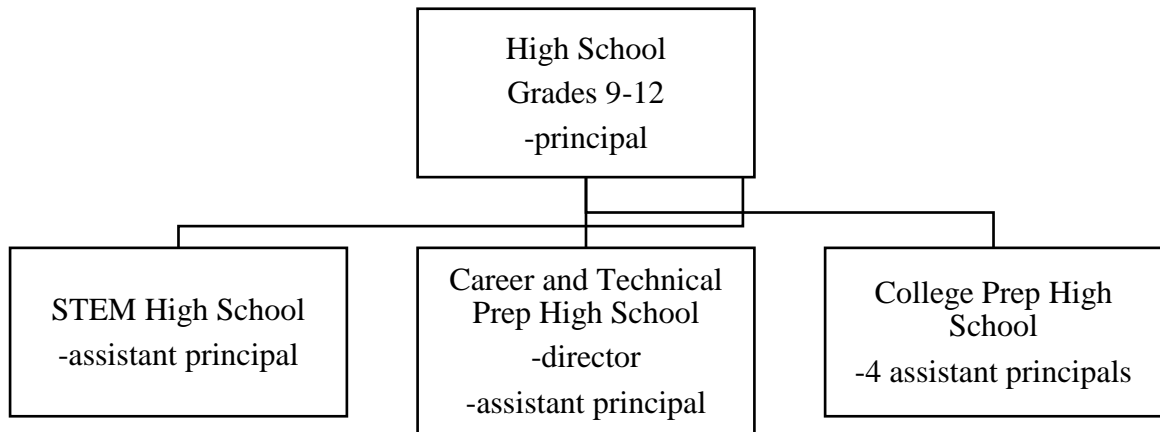 High School
Grades 9-12
-principal
STEM High School
-assistant principal
Career and Technical
Prep High School
-director
-assistant principal
College Prep High
School
-4 assistant principals